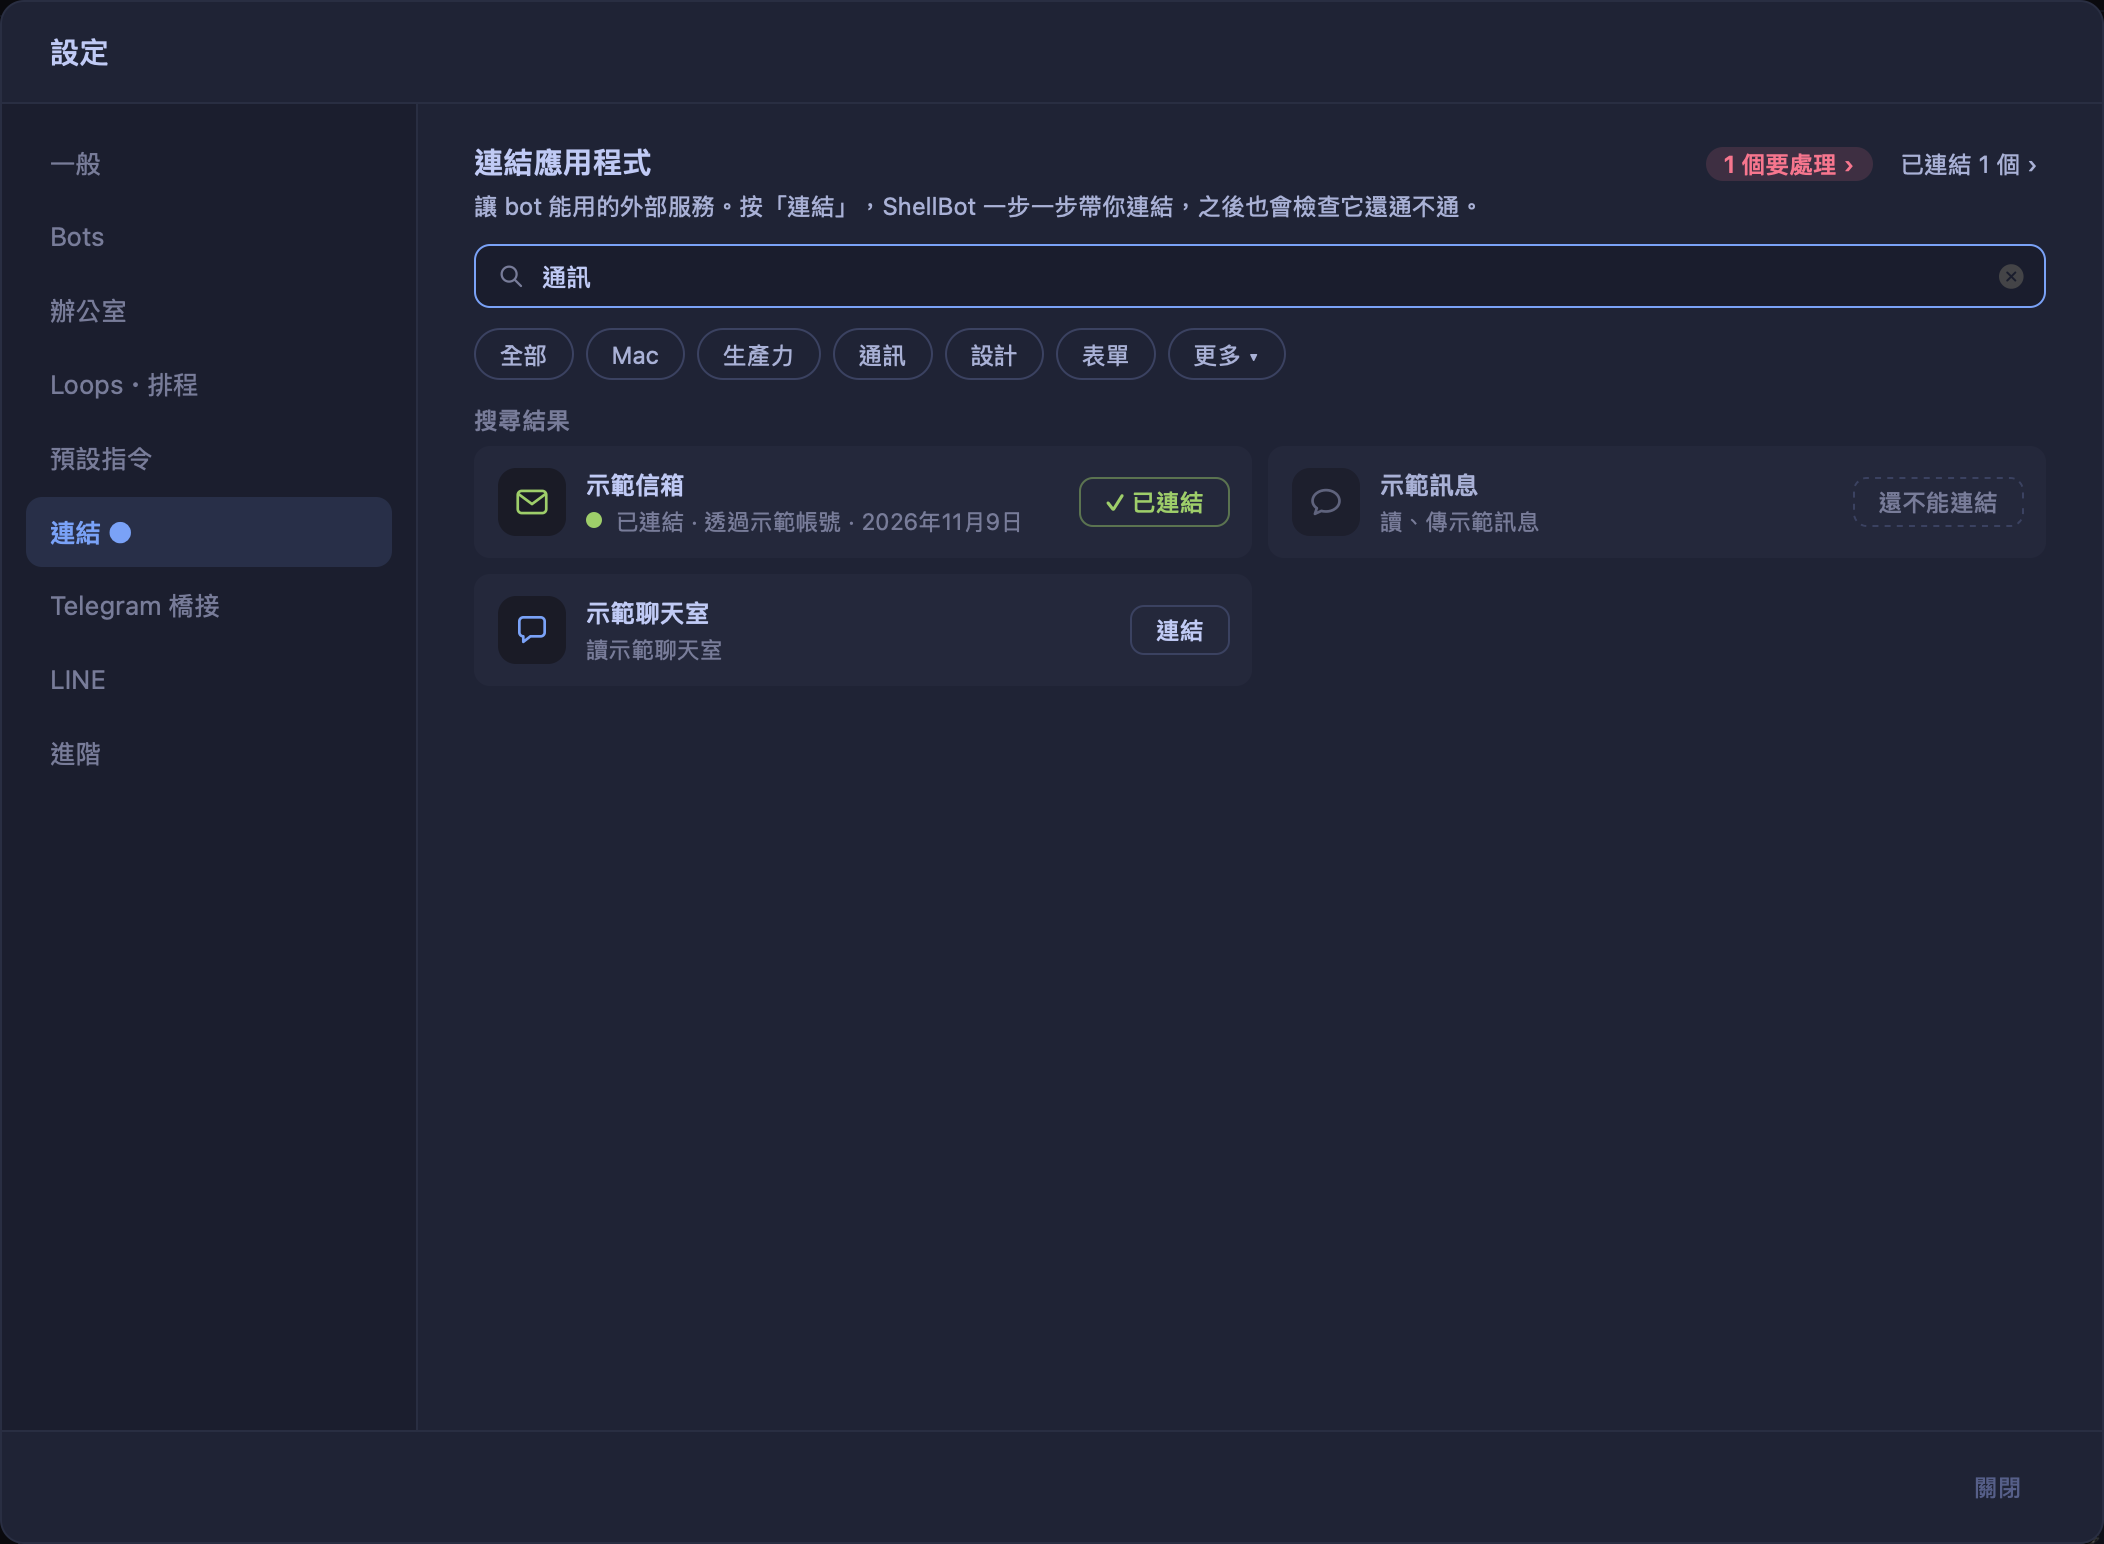 設定
一般
Bots
辦公室
Loops・排程
預設指令
連結
Telegram 橋接
LINE
進階
連結應用程式
1 個要處理 ›
已連結 1 個 ›
讓 bot 能用的外部服務。按「連結」，ShellBot 一步一步帶你連結，之後也會檢查它還通不通。
通訊
全部
Mac
生產力
通訊
設計
表單
更多 ▾
搜尋結果
示範信箱
已連結 · 透過示範帳號 · 2026年11月9日
✓ 已連結
示範訊息
讀、傳示範訊息
還不能連結
示範聊天室
讀示範聊天室
連結
關閉